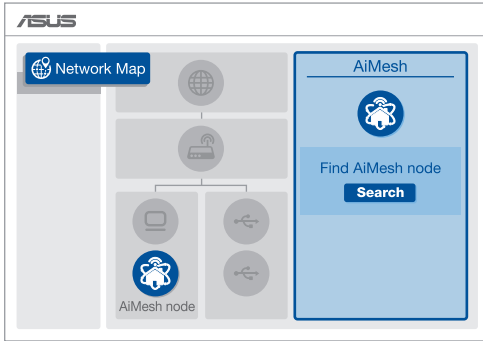 ASUS
Network Map
AiMesh
Find AiMesh node
Search
AiMesh node